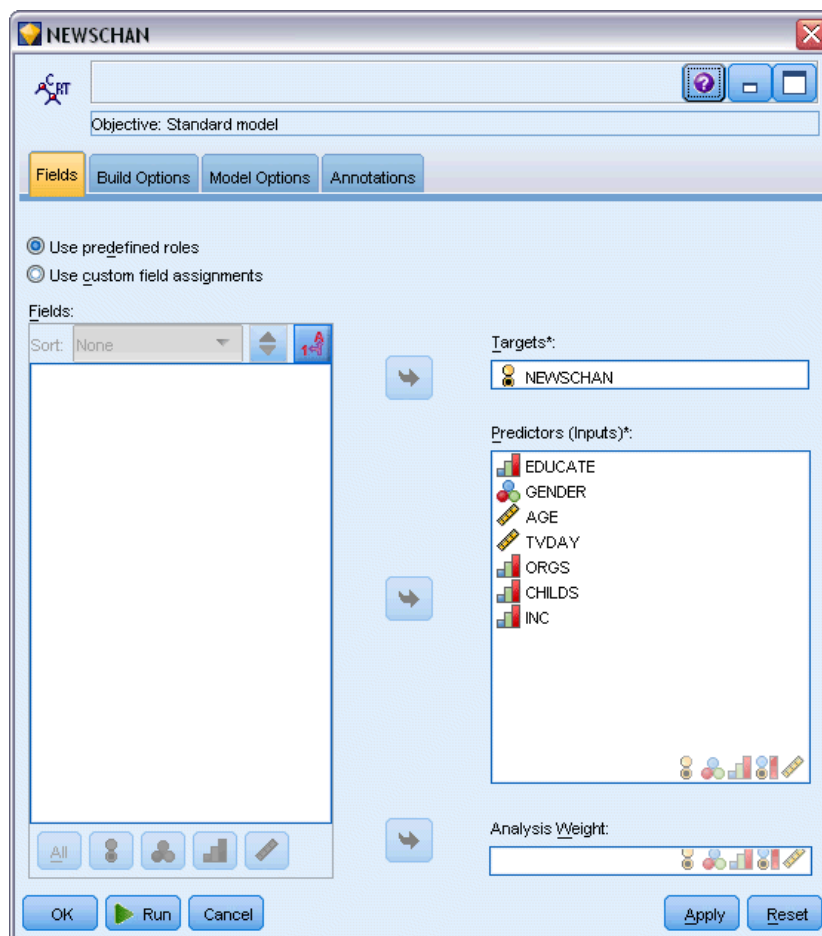 NEWSCHAN
C RT
?
Objective: Standard model
Fields Build Options Model Options Annotations
Use predefined roles
Use custom field assignments
Fields:
Sort: None
1 A
Targets*:
NEWSCHAN
Predictors (Inputs)*:
EDUCATE
GENDER
AGE
TVDAY
ORGS
CHILDS
INC
All
Analysis Weight:
OK Run Cancel Apply Reset